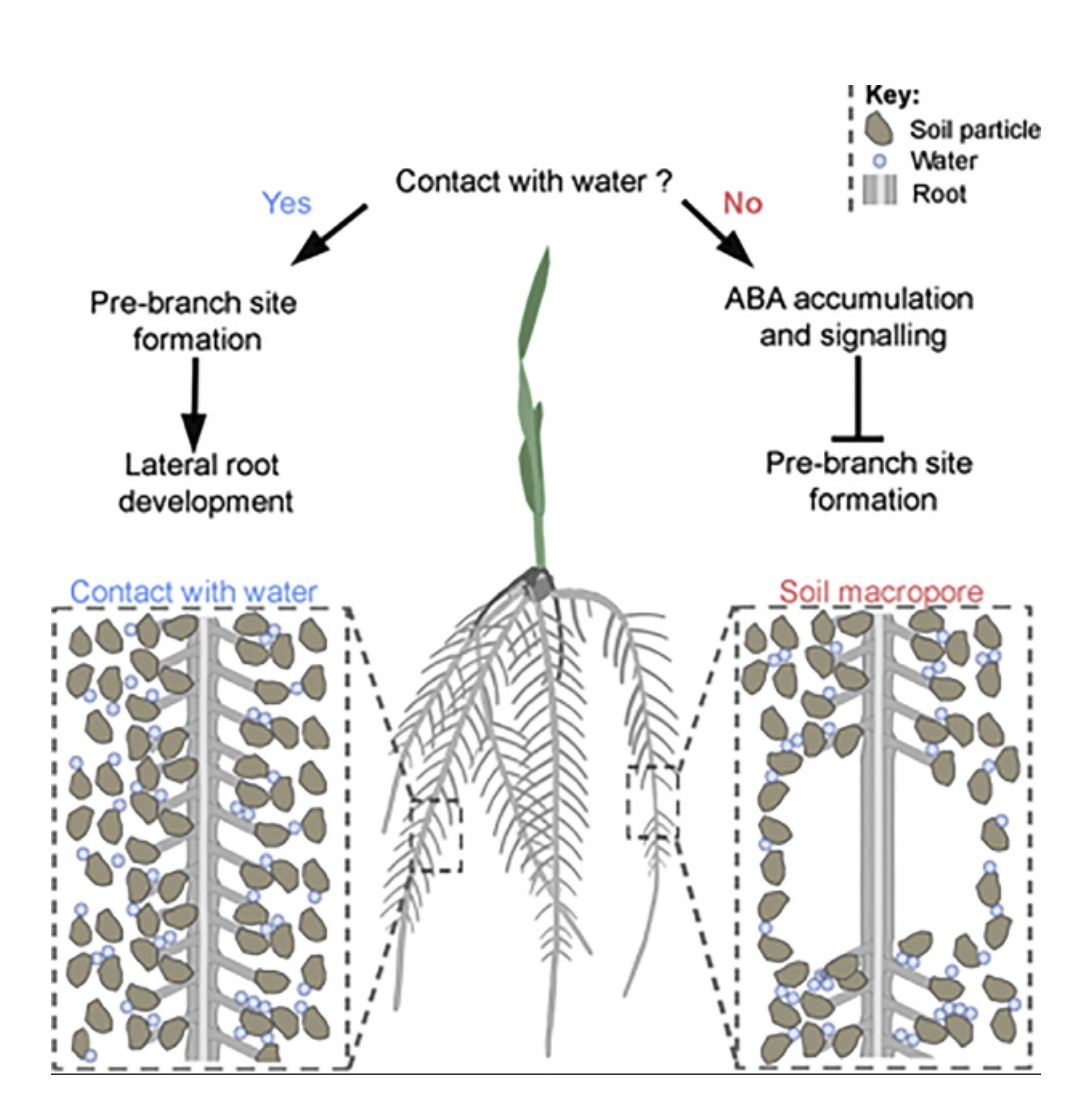 Key:
Soil particle
Water
Root
Contact with water ?
Yes
No
Pre-branch site
formation
ABA accumulation
and signalling
Lateral root
development
Pre-branch site
formation
Contact with water
Soil macropore